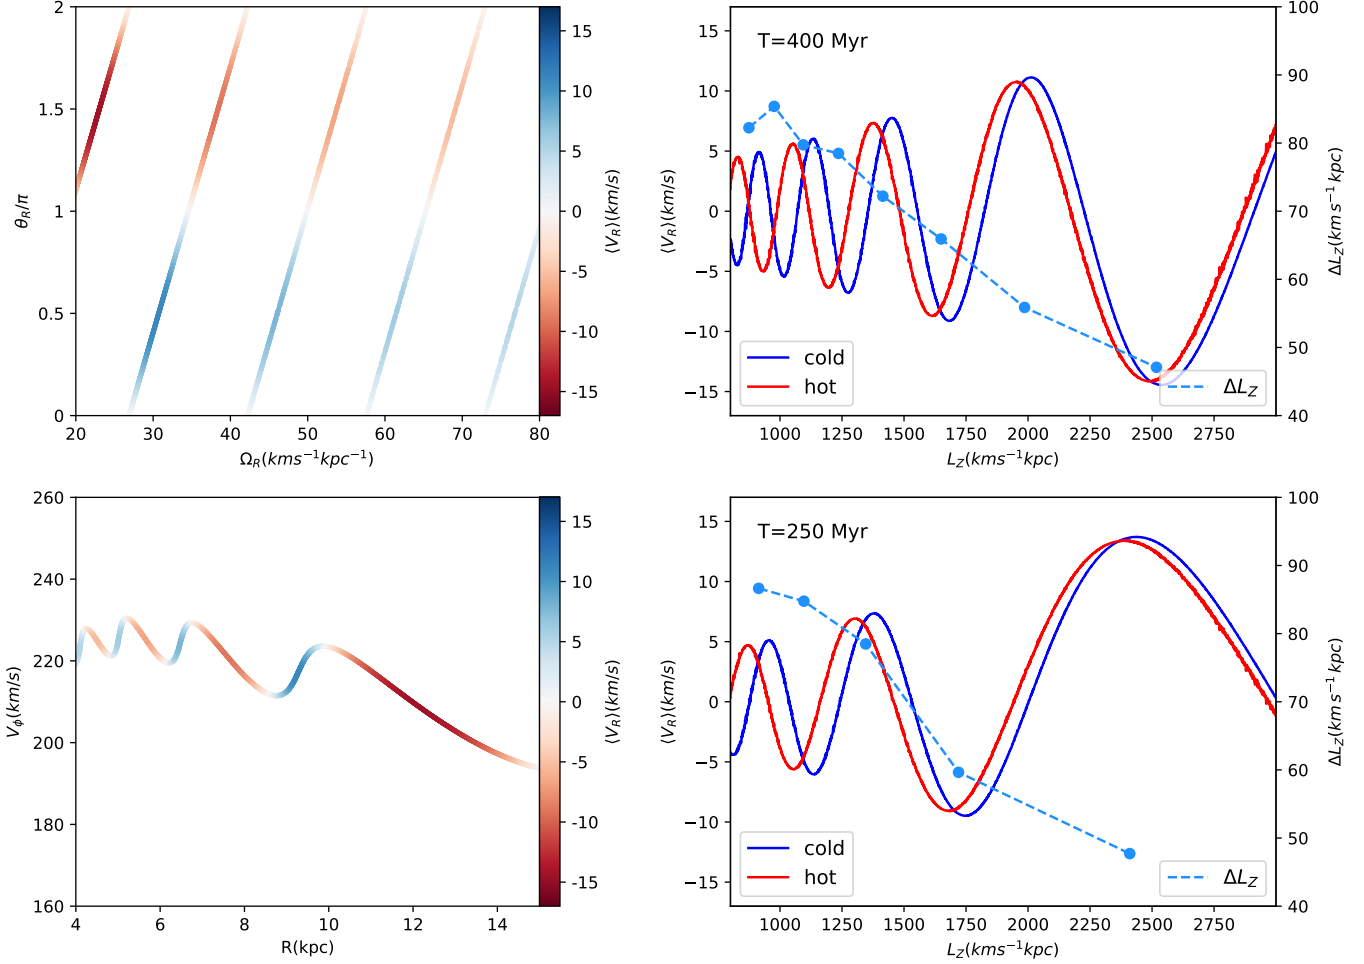 2
1.5
1
0.5
0
θ_R/π
20 30 40 50 60 70 80
Ω_R(kms⁻¹kpc⁻¹)
15
10
5
0
-5
-10
-15
⟨V_R⟩(km/s)
T=400 Myr
15
10
5
0
−5
−10
−15
⟨V_R⟩(km/s)
cold
hot
ΔL_Z
1000 1250 1500 1750 2000 2250 2500 2750
L_Z(kms⁻¹kpc)
100
90
80
70
60
50
40
ΔL_Z(km s⁻¹ kpc)
260
240
220
200
180
160
V_ϕ(km/s)
4 6 8 10 12 14
R(kpc)
15
10
5
0
-5
-10
-15
⟨V_R⟩(km/s)
T=250 Myr
15
10
5
0
−5
−10
−15
⟨V_R⟩(km/s)
cold
hot
ΔL_Z
1000 1250 1500 1750 2000 2250 2500 2750
L_Z(kms⁻¹kpc)
100
90
80
70
60
50
40
ΔL_Z(km s⁻¹ kpc)